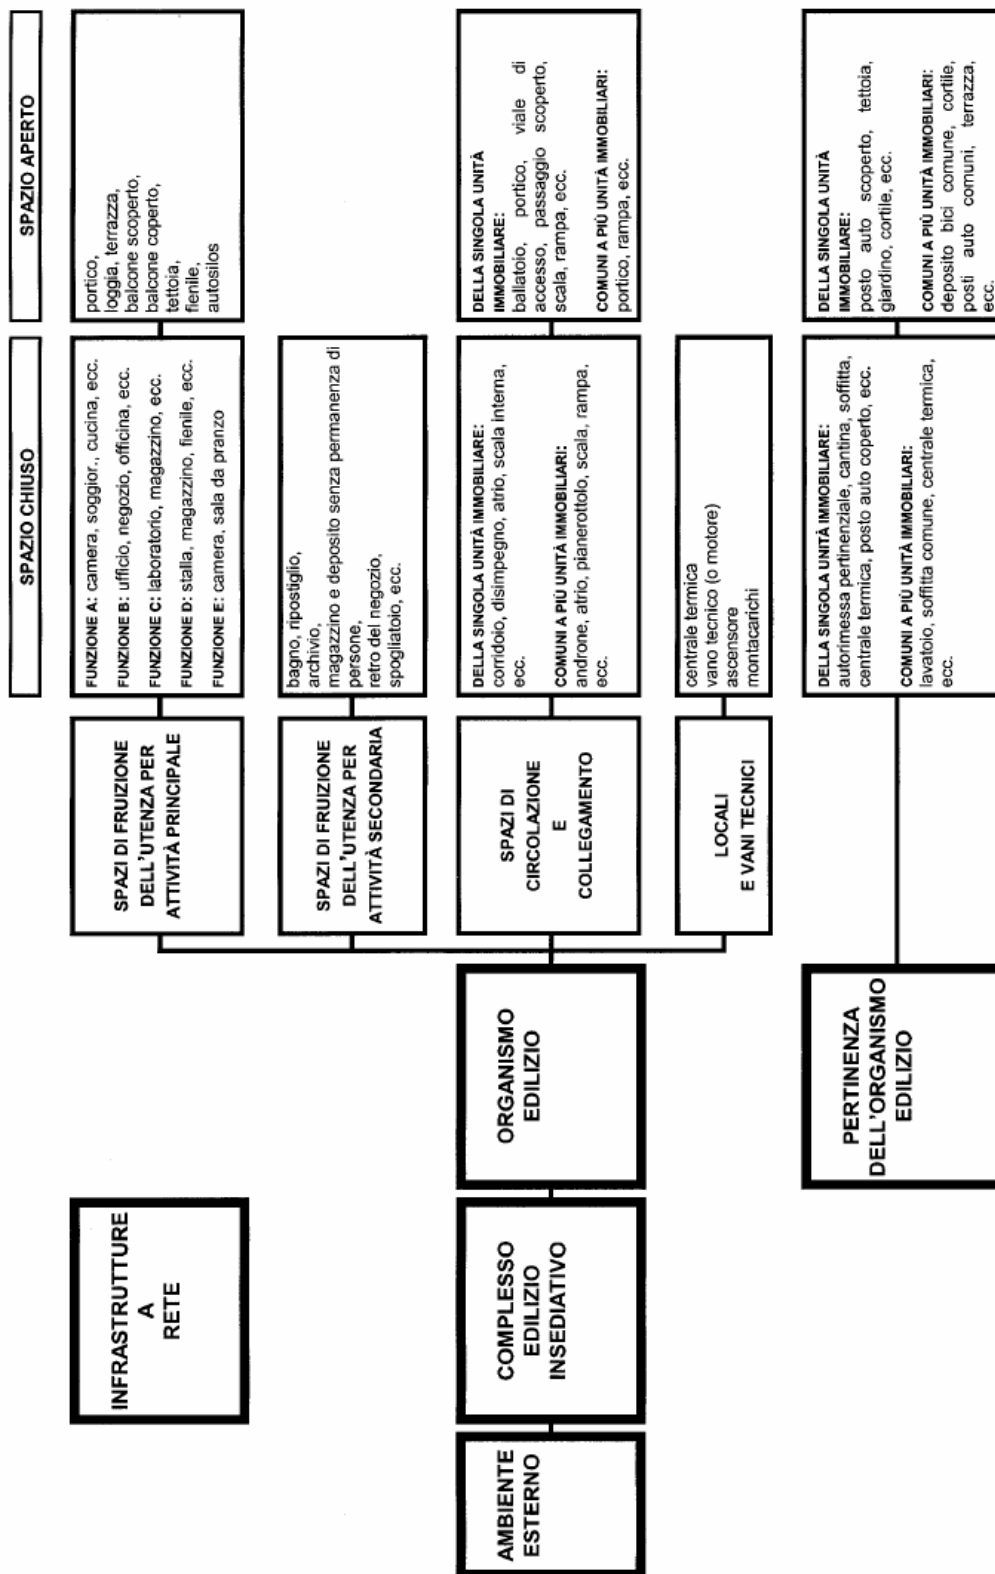 SPAZIO CHIUSO
SPAZIO APERTO
INFRASTRUTTURE
A
RETE
SPAZI DI FRUIZIONE
DELL'UTENZA PER
ATTIVITÀ PRINCIPALE
FUNZIONE A: camera, soggior., cucina, ecc.
FUNZIONE B: ufficio, negozio, officina, ecc.
FUNZIONE C: laboratorio, magazzino, ecc.
FUNZIONE D: stalla, magazzino, fienile, ecc.
FUNZIONE E: camera, sala da pranzo
portico,
loggia, terrazza,
balcone scoperto,
balcone coperto,
tettoia,
fienile,
autosilos
SPAZI DI FRUIZIONE
DELL'UTENZA PER
ATTIVITÀ SECONDARIA
bagno, ripostiglio,
archivio,
magazzino e deposito senza permanenza di
persone,
retro del negozio,
spogliatoio, ecc.
AMBIENTE
ESTERNO
COMPLESSO
EDILIZIO
INSEDIATIVO
ORGANISMO
EDILIZIO
SPAZI DI
CIRCOLAZIONE
E
COLLEGAMENTO
DELLA SINGOLA UNITÀ IMMOBILIARE:
corridoio, disimpegno, atrio, scala interna,
ecc.
COMUNI A PIÙ UNITÀ IMMOBILIARI:
androne, atrio, pianerottolo, scala, rampa,
ecc.
DELLA SINGOLA UNITÀ
IMMOBILIARE:
ballatoio, portico, viale di
accesso, passaggio scoperto,
scala, rampa, ecc.
COMUNI A PIÙ UNITÀ IMMOBILIARI:
portico, rampa, ecc.
LOCALI
E VANI TECNICI
centrale termica
vano tecnico (o motore)
ascensore
montacarichi
PERTINENZA
DELL'ORGANISMO
EDILIZIO
DELLA SINGOLA UNITÀ IMMOBILIARE:
autorimessa pertinenziale, cantina, soffitta,
centrale termica, posto auto coperto, ecc.
COMUNI A PIÙ UNITÀ IMMOBILIARI:
lavatoio, soffitta comune, centrale termica,
ecc.
DELLA SINGOLA UNITÀ
IMMOBILIARE:
posto auto scoperto, tettoia,
giardino, cortile, ecc.
COMUNI A PIÙ UNITÀ IMMOBILIARI:
deposito bici comune, cortile,
posti auto comuni, terrazza,
ecc.